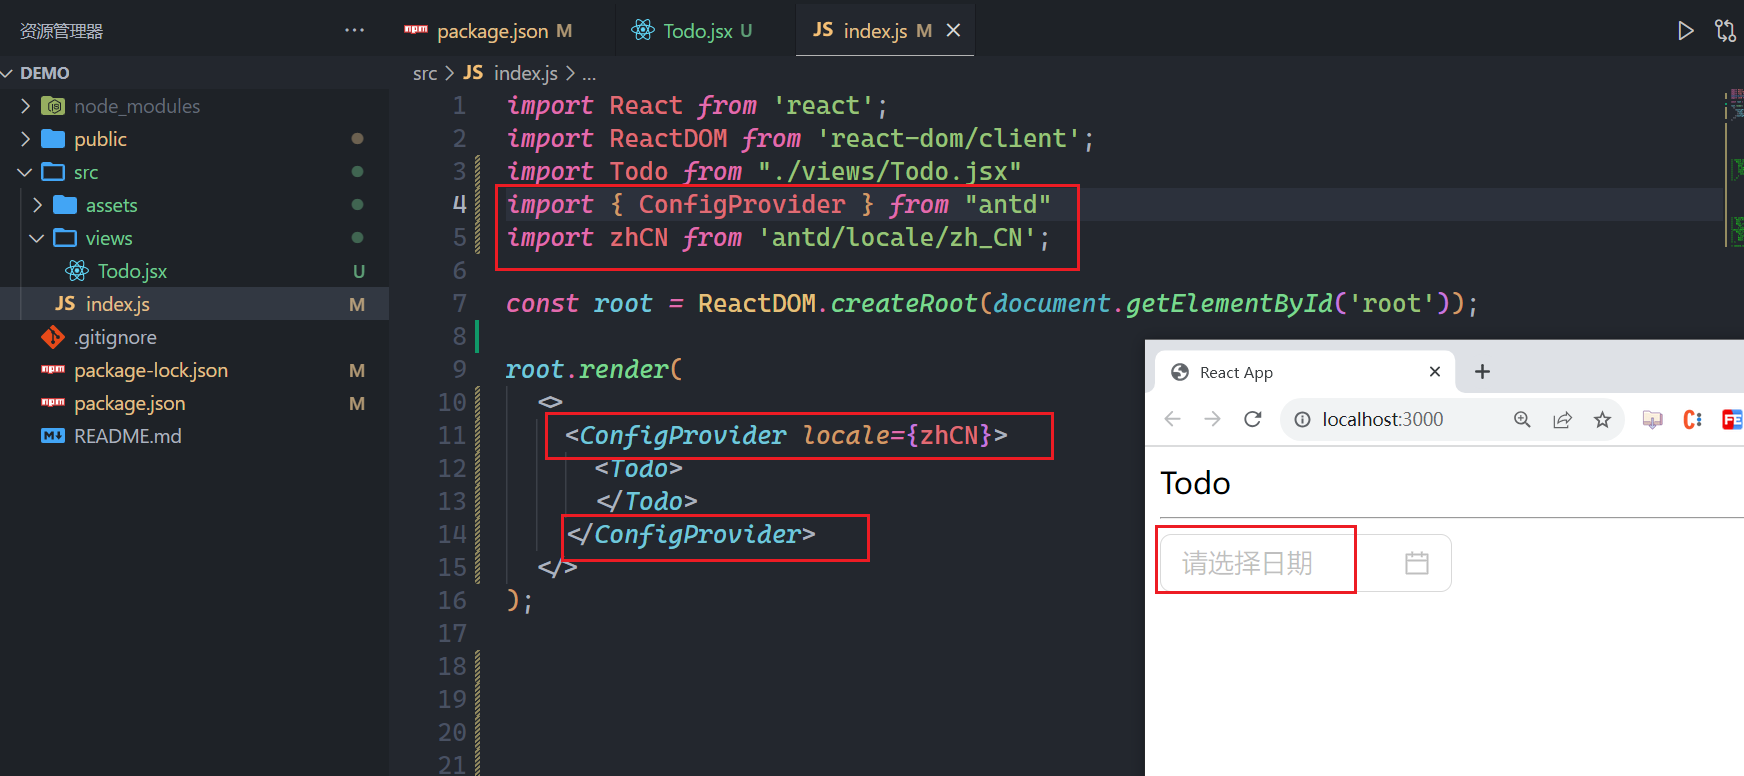 资源管理器
···
package.json M
Todo.jsx U
JS index.js M
DEMO
node_modules
public
src
assets
views
Todo.jsx U
JS index.js M
.gitignore
package-lock.json M
package.json M
README.md
src > JS index.js > ...
1 import React from 'react';
2 import ReactDOM from 'react-dom/client';
3 import Todo from "./views/Todo.jsx"
4 import { ConfigProvider } from "antd"
5 import zhCN from 'antd/locale/zh_CN';
6
7 const root = ReactDOM.createRoot(document.getElementById('root'));
8
9 root.render(
10 <>
11 <ConfigProvider locale={zhCN}>
12 <Todo>
13 </Todo>
14 </ConfigProvider>
15 </>
16 );
17
18
19
20
21
React App
localhost:3000
Todo
请选择日期